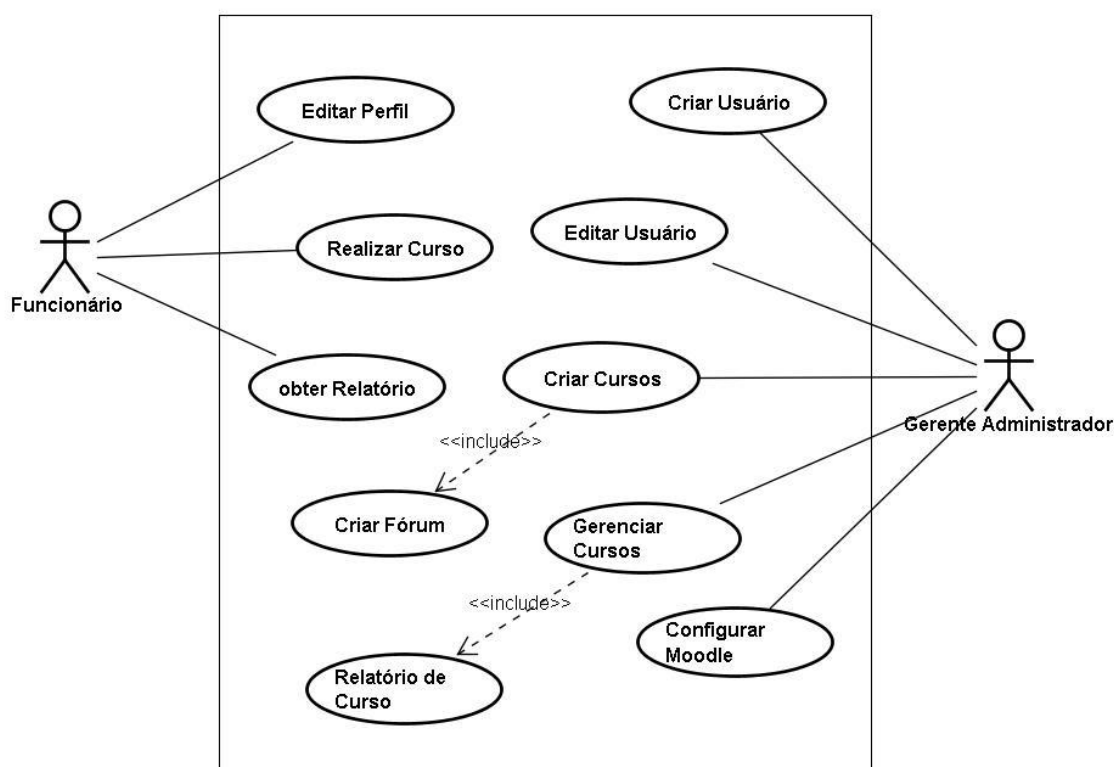 Editar Perfil
Criar Usuário
Realizar Curso
Editar Usuário
Funcionário
obter Relatório
Criar Cursos
Gerente Administrador
<<include>>
Criar Fórum
Gerenciar
Cursos
<<include>>
Configurar
Moodle
Relatório de
Curso